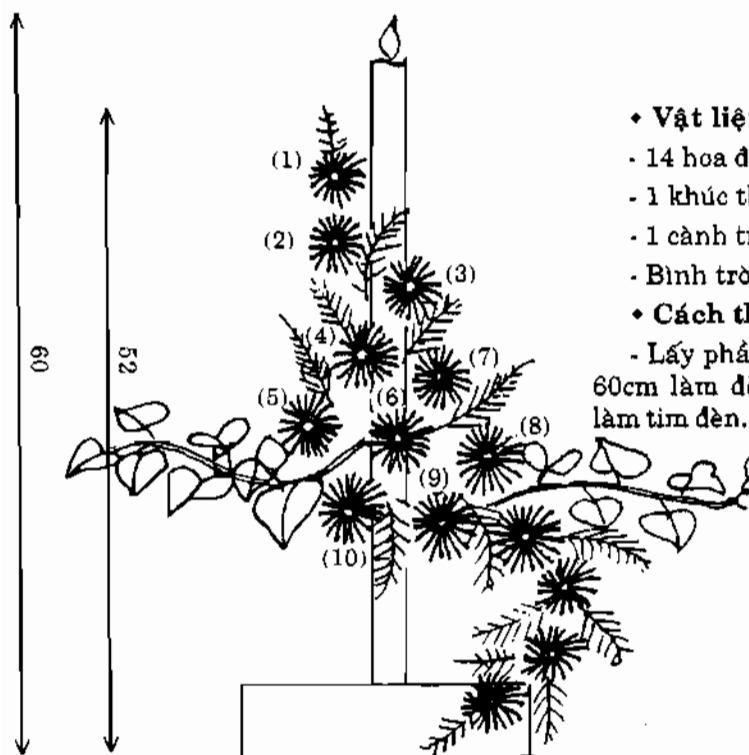 ◆ Vật liệ
- 14 hoa đ
- 1 khúc t
- 1 cành t
- Bình trò
◆ Cách t
- Lấy phầ
60cm làm đ
làm tim đèn.
(1)
(2)
(3)
(4)
(5)
(6)
(7)
(8)
(9)
(10)
60
52